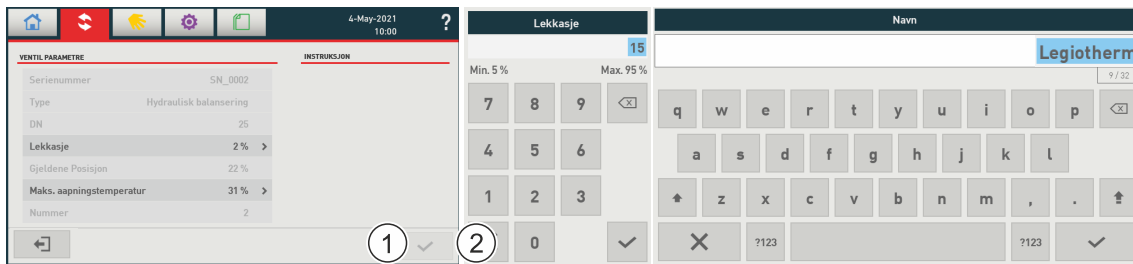 4-May-2021
10:00
?
VENTIL PARAMETRE
INSTRUKSJON
Serienummer SN_0002
Type Hydraulisk balansering
DN 25
Lekkasje 2 % >
Gjeldene Posisjon 22 %
Maks. aapningstemperatur 31 % >
Nummer 2
1
2
Lekkasje
15
Min. 5 % Max. 95 %
7 8 9
4 5 6
1 2 3
0
Navn
Legiotherm
9 / 32
q w e r t y u i o p
a s d f g h j k l
z x c v b n m , .
?123 ?123